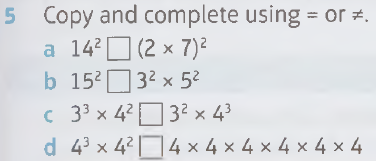 5 Copy and complete using = or ≠.
a 14² □ (2 × 7)²
b 15² □ 3² × 5²
c 3³ × 4² □ 3² × 4³
d 4³ × 4² □ 4 × 4 × 4 × 4 × 4